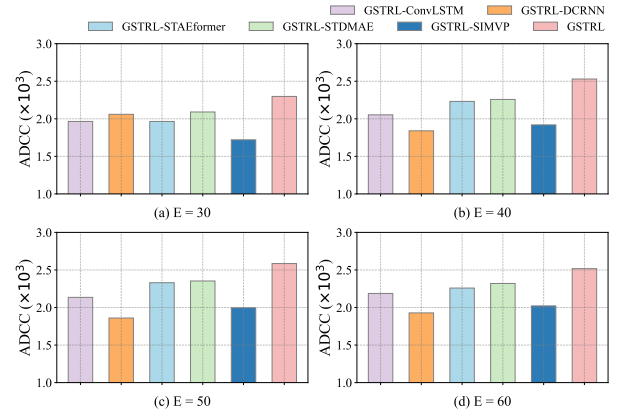 GSTRL-ConvLSTM GSTRL-DCRNN
GSTRL-STAEformer GSTRL-STDMAE GSTRL-SIMVP GSTRL
3.0
2.5
2.0
1.5
1.0
ADCC (×10³)
(a) E = 30
3.0
2.5
2.0
1.5
1.0
ADCC (×10³)
(b) E = 40
3.0
2.5
2.0
1.5
1.0
ADCC (×10³)
(c) E = 50
3.0
2.5
2.0
1.5
1.0
ADCC (×10³)
(d) E = 60